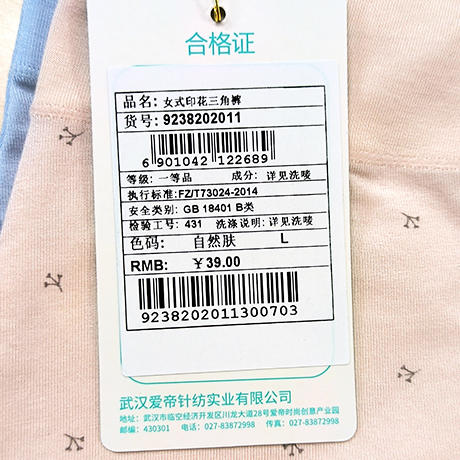 合格证
品名: 女式印花三角裤
货号: 9238202011
6 901042 122689
等级: 一等品 成分: 详见洗唛
执行标准:FZ/T73024-2014
安全类别: GB 18401 B类
检验工号: 431 洗涤说明: 详见洗唛
色码: 自然肤 L
RMB: ￥39.00
9238202011300703
武汉爱帝针纺实业有限公司
地址: 武汉市临空经济开发区川龙大道28号爱帝时尚创意产业园
邮编: 430301 电话: 027-83872998 传真: 027-83872998